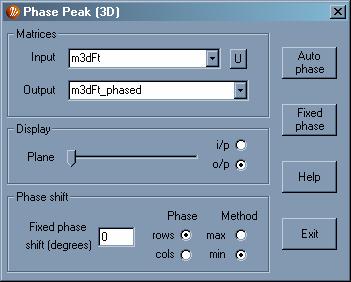 Phase Peak (3D)
Matrices
Input m3dFt U
Output m3dFt_phased
Auto phase
Fixed phase
Display
Plane
i/p
o/p
Help
Phase shift
Fixed phase shift (degrees) 0
Phase Method
rows max
cols min
Exit